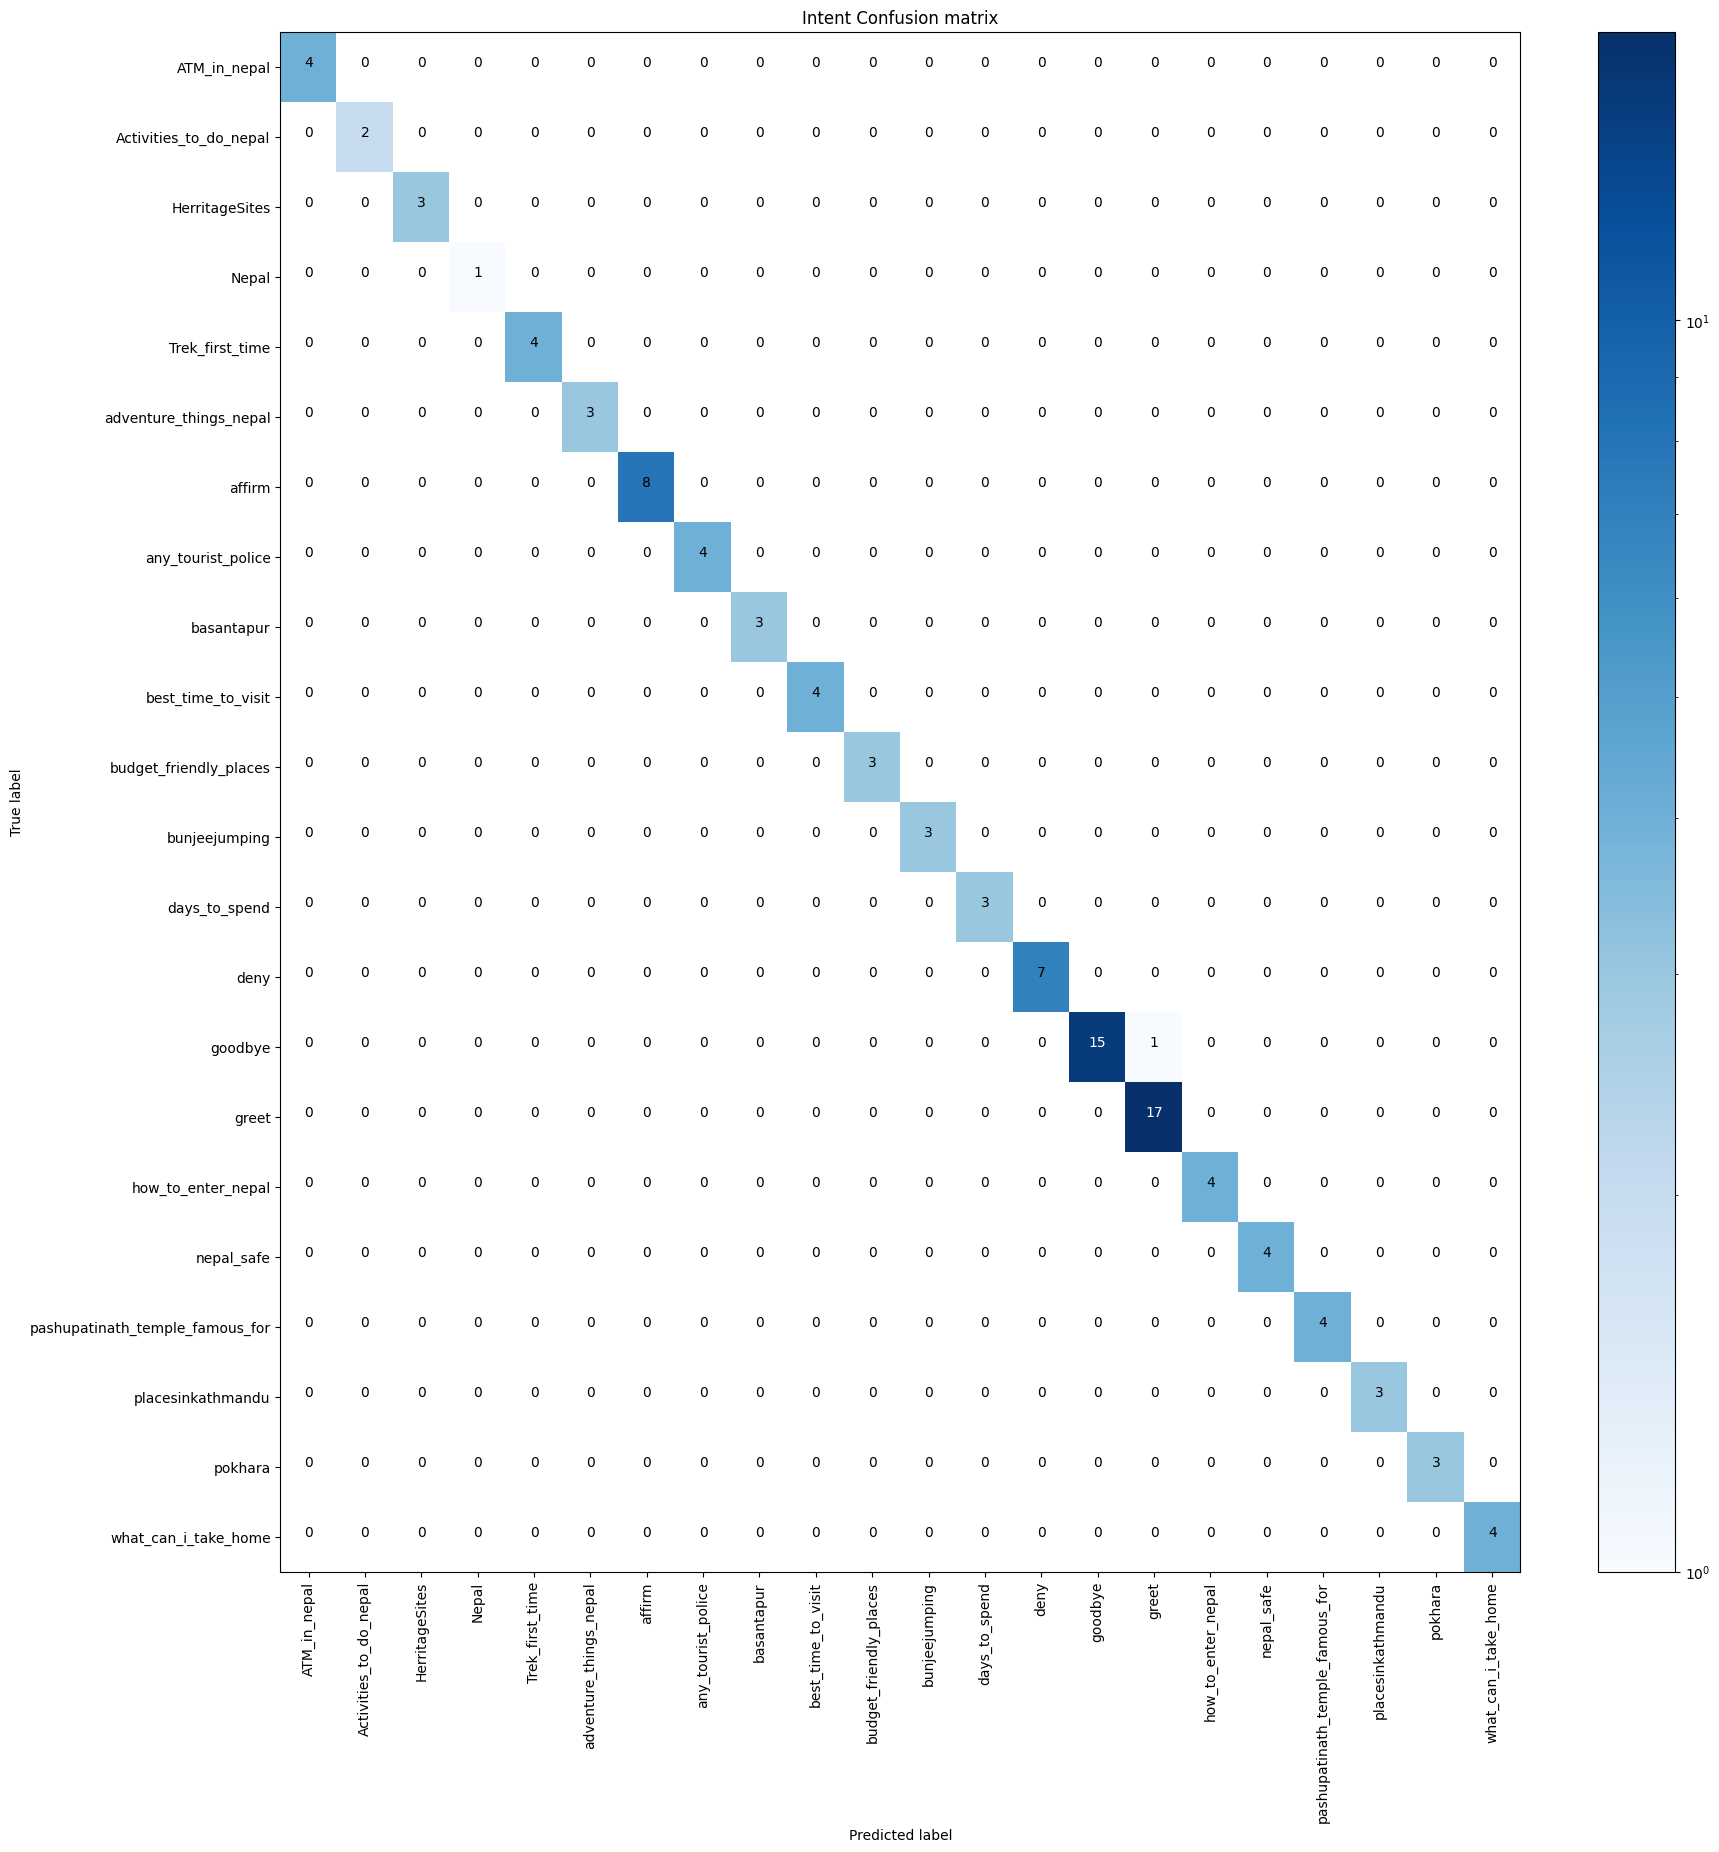 Intent Confusion matrix
ATM_in_nepal 4 0 0 0 0 0 0 0 0 0 0 0 0 0 0 0 0 0 0 0 0 0
Activities_to_do_nepal 0 2 0 0 0 0 0 0 0 0 0 0 0 0 0 0 0 0 0 0 0 0
HerritageSites 0 0 3 0 0 0 0 0 0 0 0 0 0 0 0 0 0 0 0 0 0 0
Nepal 0 0 0 1 0 0 0 0 0 0 0 0 0 0 0 0 0 0 0 0 0 0
Trek_first_time 0 0 0 0 4 0 0 0 0 0 0 0 0 0 0 0 0 0 0 0 0 0
10¹
adventure_things_nepal 0 0 0 0 0 3 0 0 0 0 0 0 0 0 0 0 0 0 0 0 0 0
affirm 0 0 0 0 0 0 8 0 0 0 0 0 0 0 0 0 0 0 0 0 0 0
any_tourist_police 0 0 0 0 0 0 0 4 0 0 0 0 0 0 0 0 0 0 0 0 0 0
basantapur 0 0 0 0 0 0 0 0 3 0 0 0 0 0 0 0 0 0 0 0 0 0
best_time_to_visit 0 0 0 0 0 0 0 0 0 4 0 0 0 0 0 0 0 0 0 0 0 0
budget_friendly_places 0 0 0 0 0 0 0 0 0 0 3 0 0 0 0 0 0 0 0 0 0 0
True label
bunjeejumping 0 0 0 0 0 0 0 0 0 0 0 3 0 0 0 0 0 0 0 0 0 0
days_to_spend 0 0 0 0 0 0 0 0 0 0 0 0 3 0 0 0 0 0 0 0 0 0
deny 0 0 0 0 0 0 0 0 0 0 0 0 0 7 0 0 0 0 0 0 0 0
goodbye 0 0 0 0 0 0 0 0 0 0 0 0 0 0 15 1 0 0 0 0 0 0
greet 0 0 0 0 0 0 0 0 0 0 0 0 0 0 0 17 0 0 0 0 0 0
how_to_enter_nepal 0 0 0 0 0 0 0 0 0 0 0 0 0 0 0 0 4 0 0 0 0 0
nepal_safe 0 0 0 0 0 0 0 0 0 0 0 0 0 0 0 0 0 4 0 0 0 0
pashupatinath_temple_famous_for 0 0 0 0 0 0 0 0 0 0 0 0 0 0 0 0 0 0 4 0 0 0
placesinkathmandu 0 0 0 0 0 0 0 0 0 0 0 0 0 0 0 0 0 0 0 3 0 0
pokhara 0 0 0 0 0 0 0 0 0 0 0 0 0 0 0 0 0 0 0 0 3 0
what_can_i_take_home 0 0 0 0 0 0 0 0 0 0 0 0 0 0 0 0 0 0 0 0 0 4
10⁰
ATM_in_nepal
Activities_to_do_nepal
HerritageSites
Nepal
Trek_first_time
adventure_things_nepal
affirm
any_tourist_police
basantapur
best_time_to_visit
budget_friendly_places
bunjeejumping
days_to_spend
deny
goodbye
greet
how_to_enter_nepal
nepal_safe
pashupatinath_temple_famous_for
placesinkathmandu
pokhara
what_can_i_take_home
Predicted label